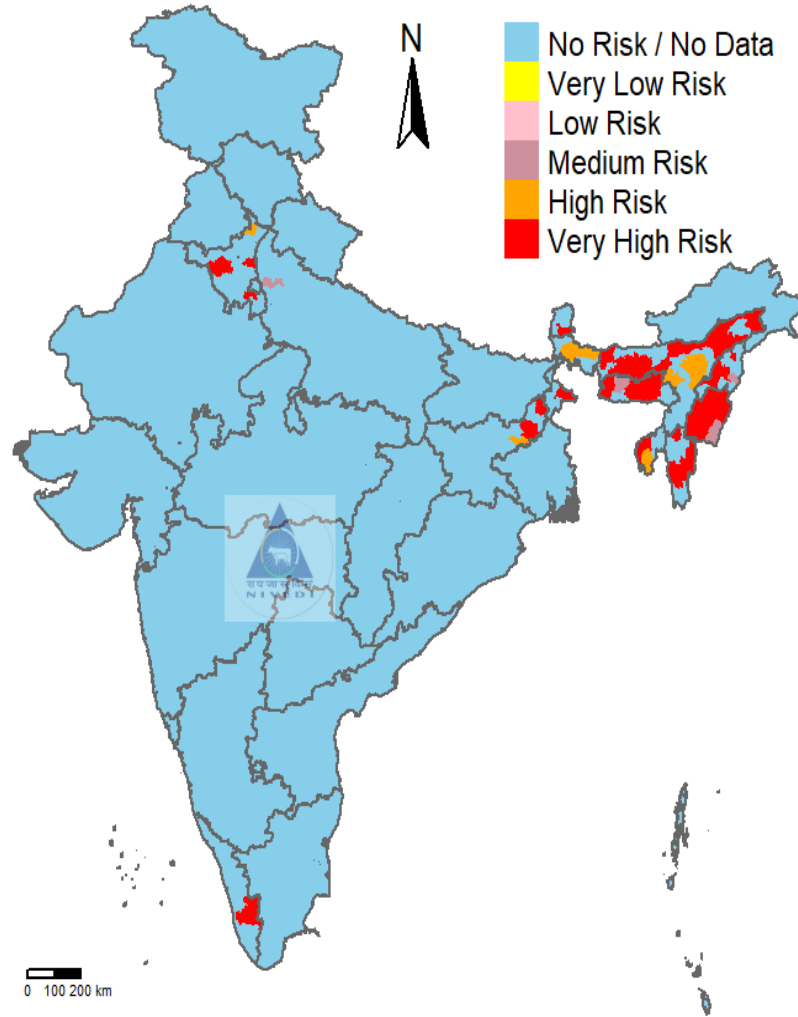 N
No Risk / No Data
Very Low Risk
Low Risk
Medium Risk
High Risk
Very High Risk
NIVEDI
0 100 200 km